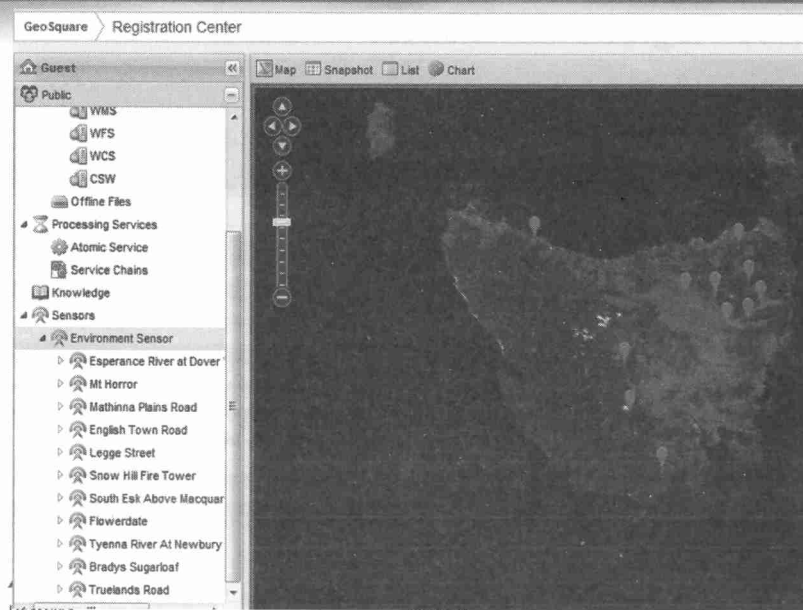 GeoSquare Registration Center
Guest
Map Snapshot List Chart
Public
WMS
WFS
WCS
CSW
Offline Files
Processing Services
Atomic Service
Service Chains
Knowledge
Sensors
Environment Sensor
Esperance River at Dover
Mt Horror
Mathinna Plains Road
English Town Road
Legge Street
Snow Hill Fire Tower
South Esk Above Macquar
Flowerdate
Tyenna River At Newbury
Bradys Sugarloaf
Truelands Road